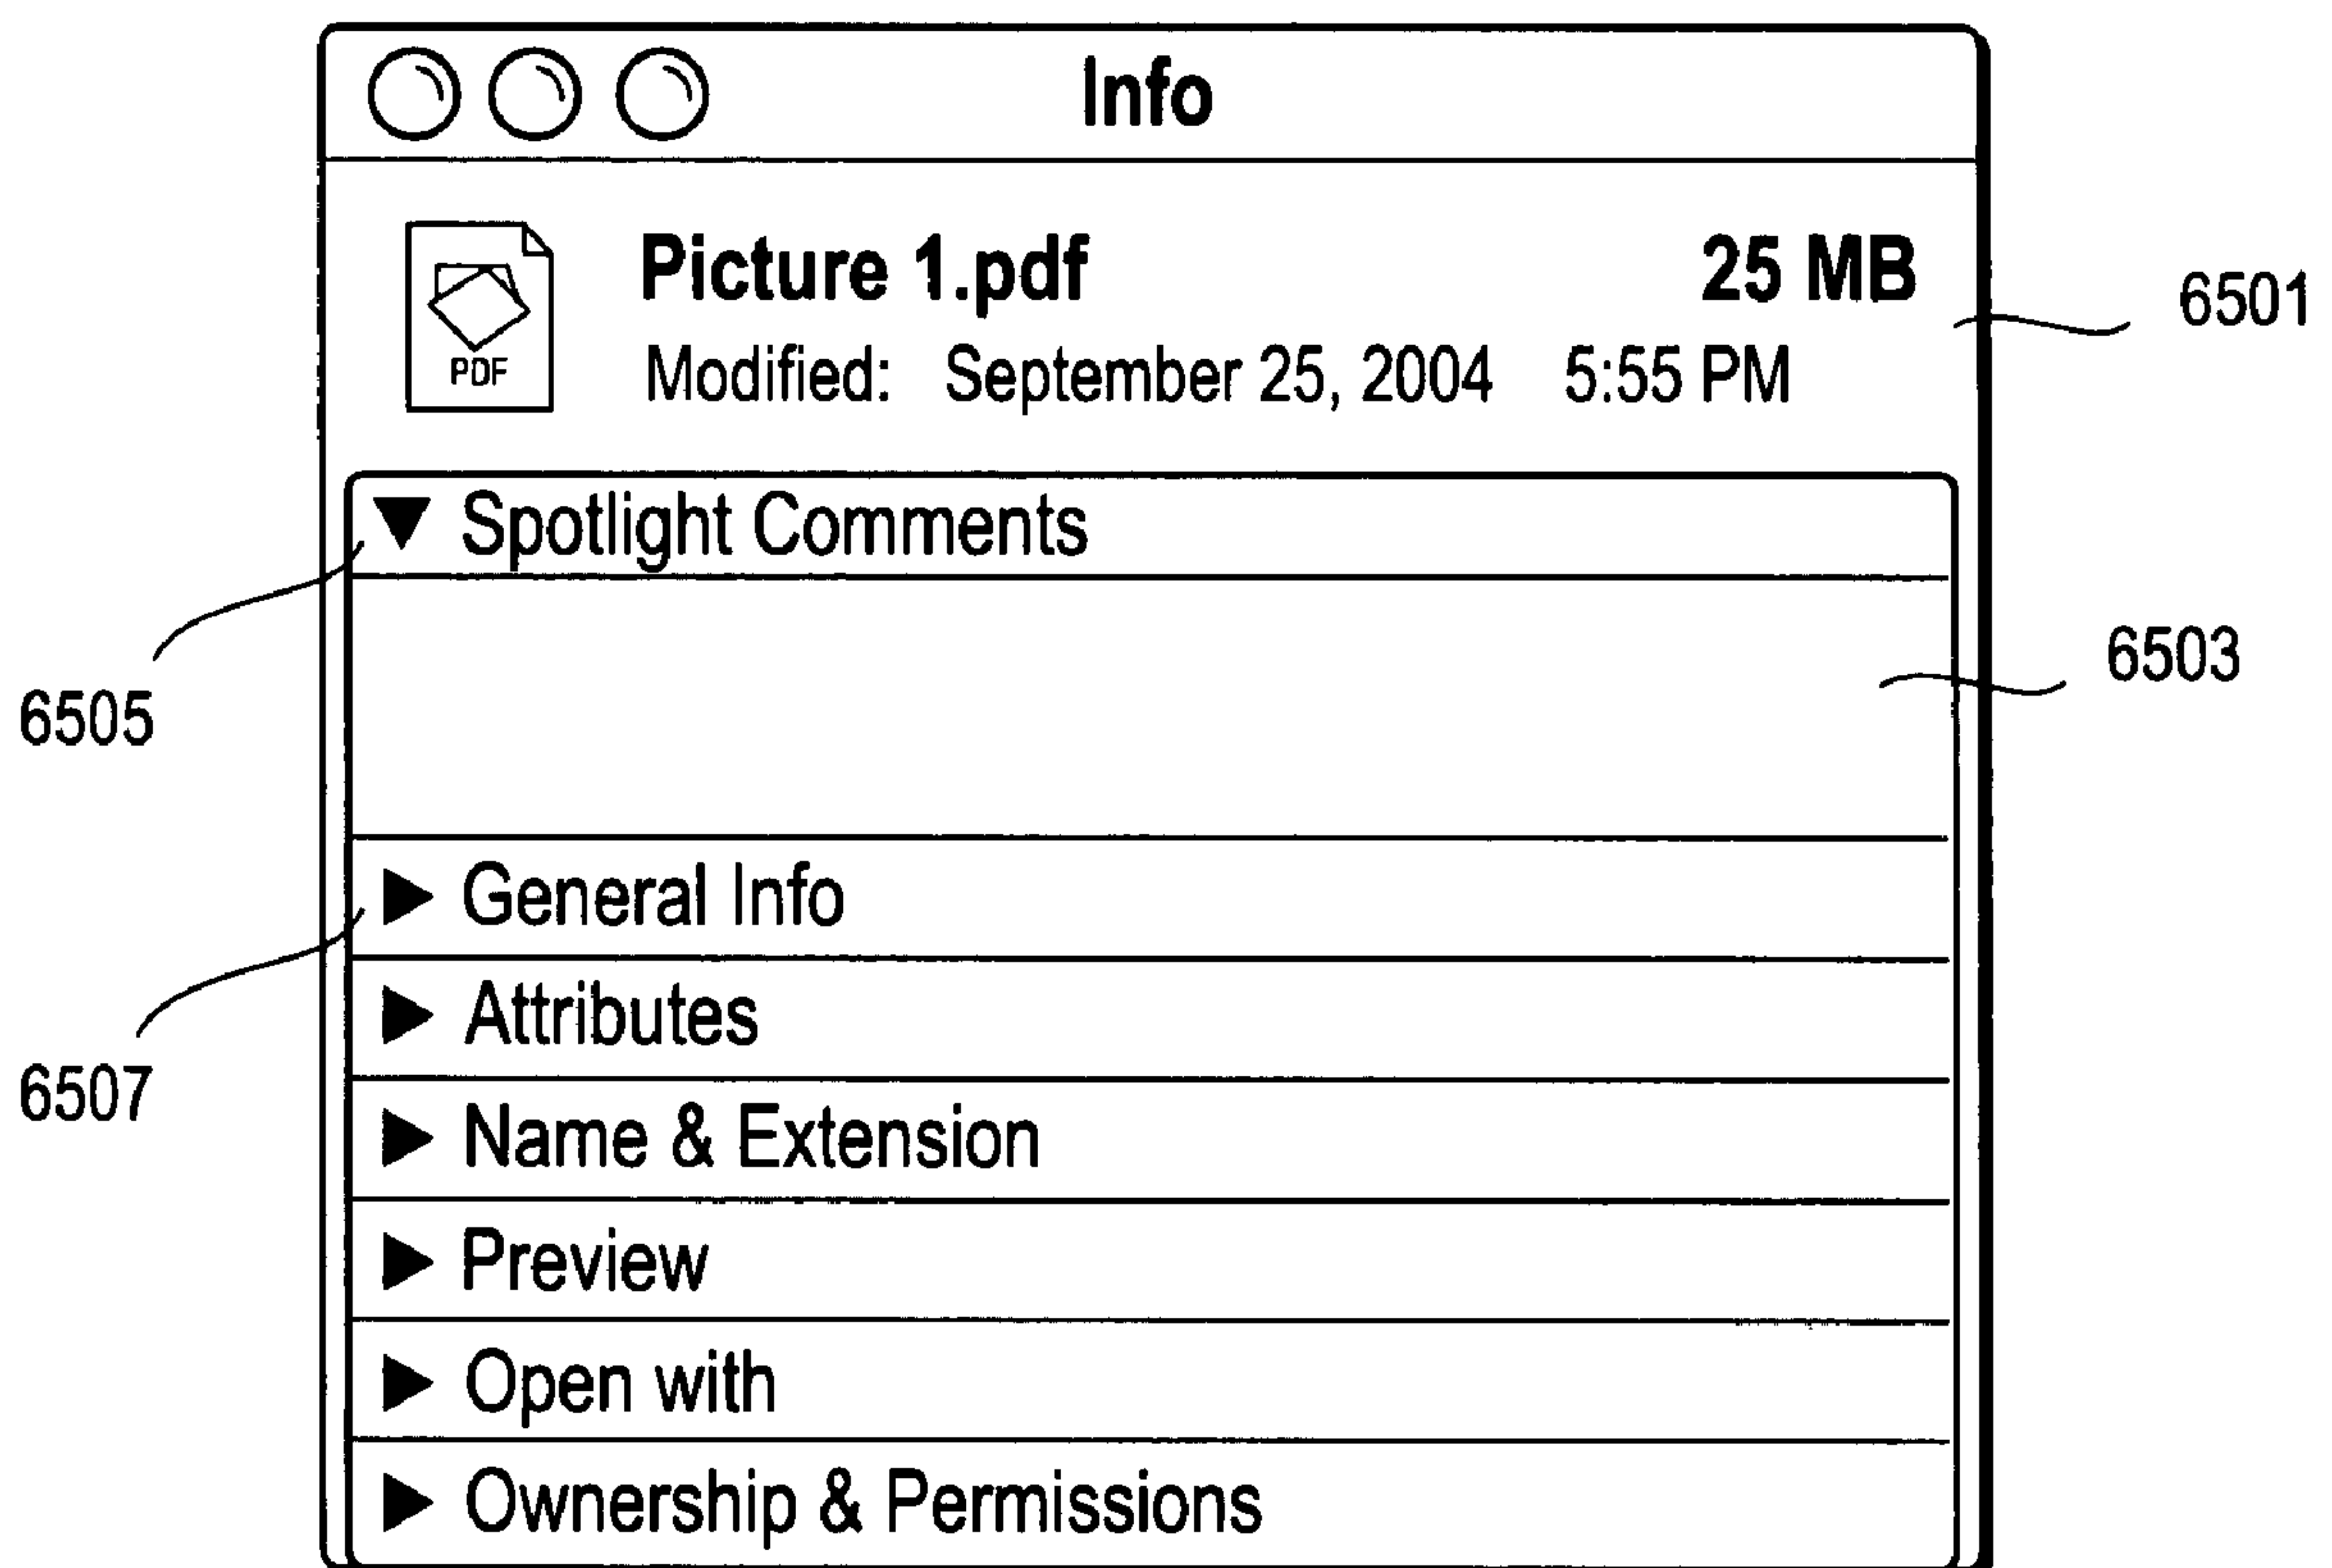 Info
Picture 1.pdf 25 MB
6501
PDF
Modified: September 25, 2004 5:55 PM
Spotlight Comments
6503
6505
General Info
Attributes
6507
Name & Extension
Preview
Open with
Ownership & Permissions